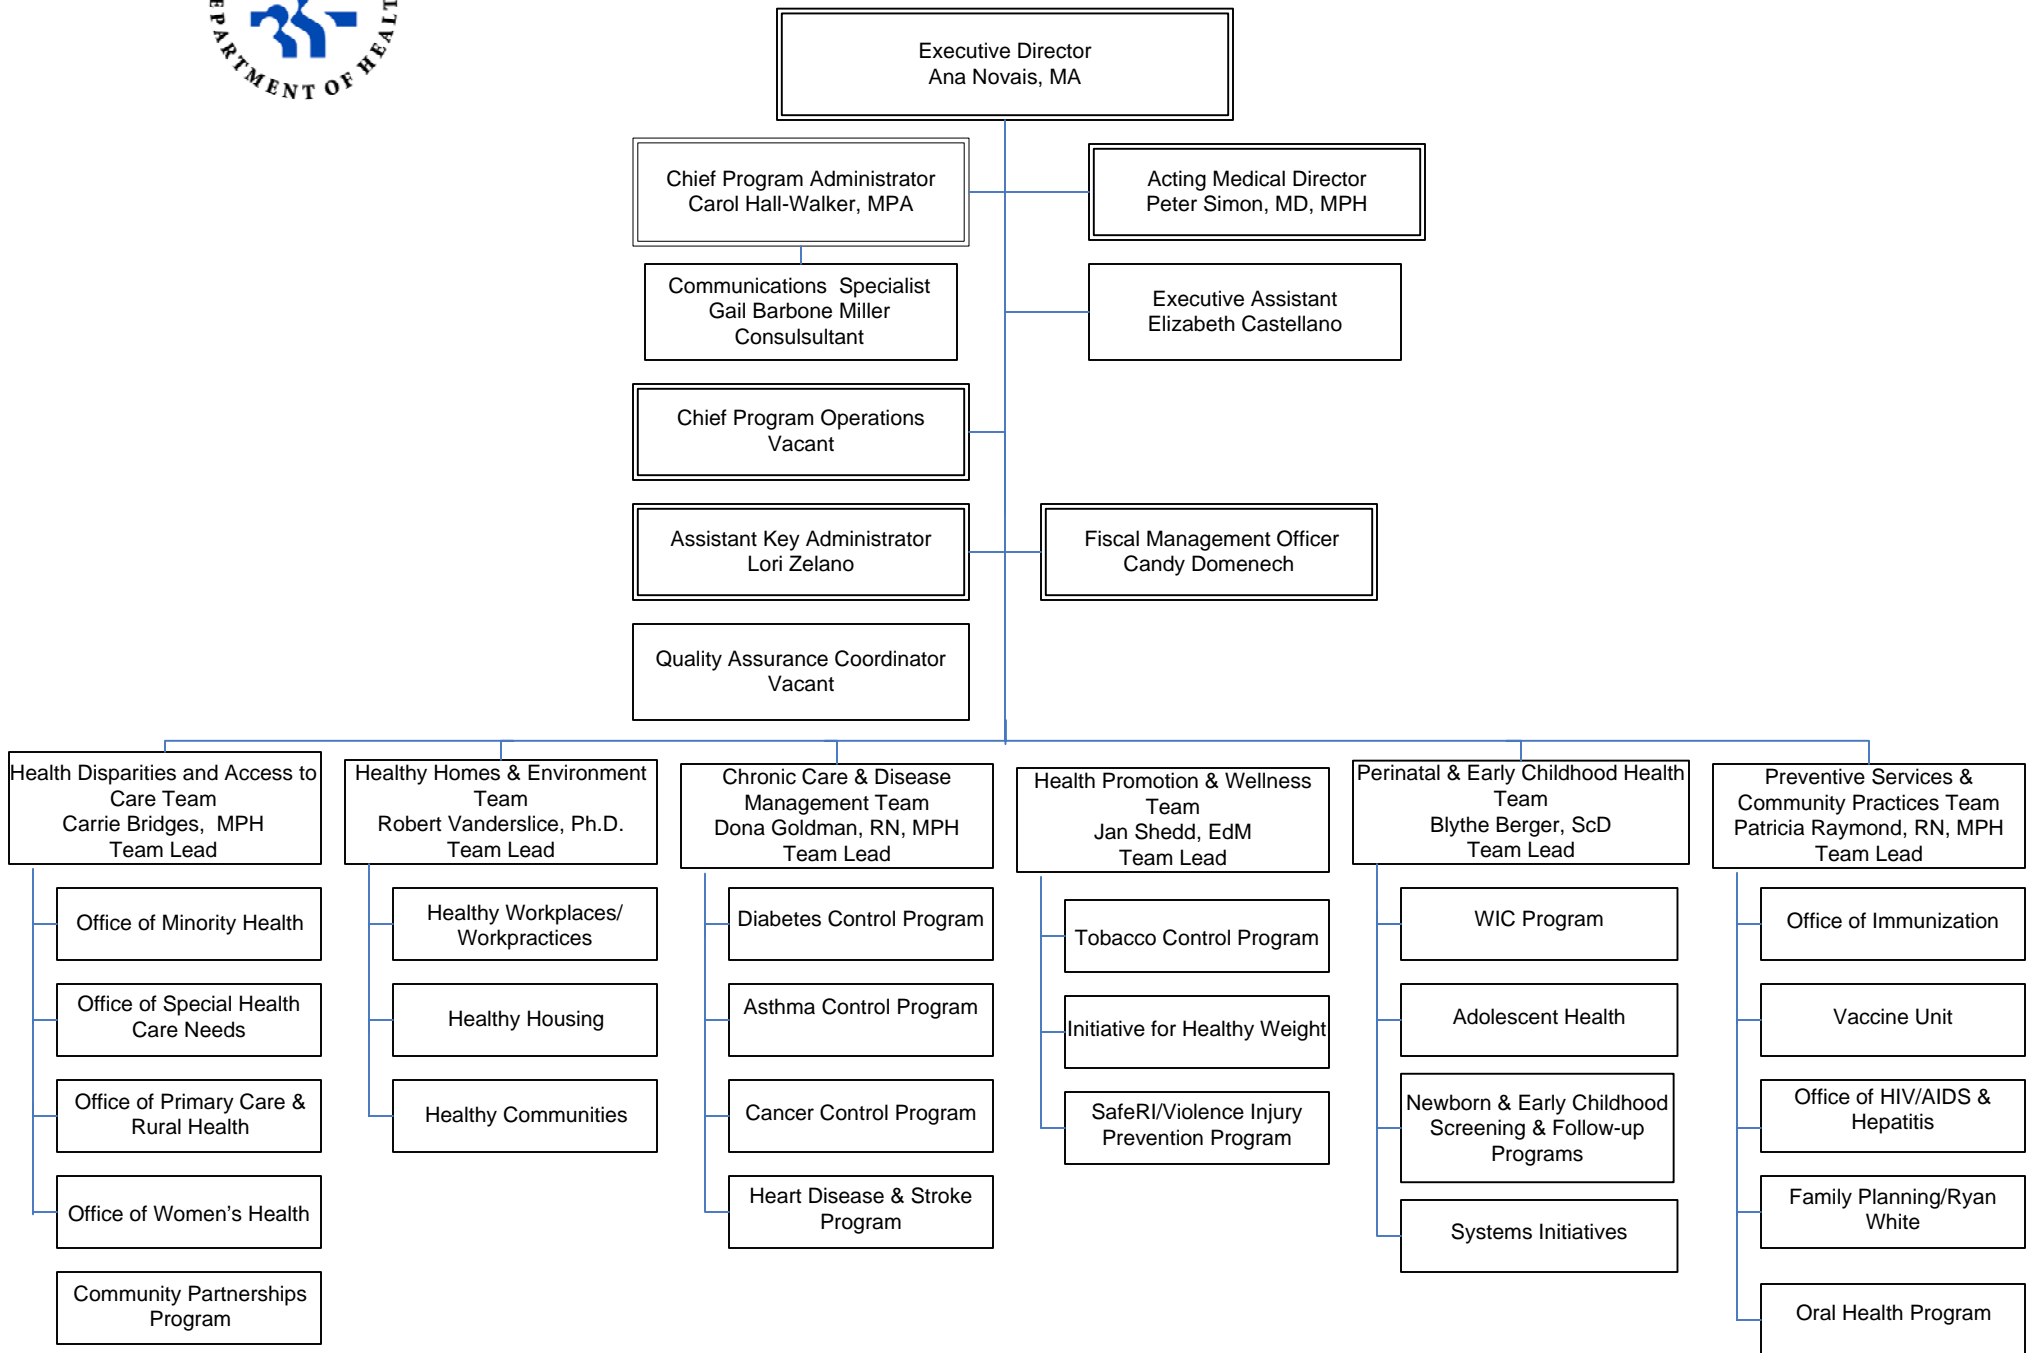 EPARTMENT OF HEALT
Executive Director
Ana Novais, MA
Chief Program Administrator
Carol Hall-Walker, MPA
Acting Medical Director
Peter Simon, MD, MPH
Communications Specialist
Gail Barbone Miller
Consulsultant
Executive Assistant
Elizabeth Castellano
Chief Program Operations
Vacant
Assistant Key Administrator
Lori Zelano
Fiscal Management Officer
Candy Domenech
Quality Assurance Coordinator
Vacant
Health Disparities and Access to
Care Team
Carrie Bridges, MPH
Team Lead
Healthy Homes & Environment
Team
Robert Vanderslice, Ph.D.
Team Lead
Chronic Care & Disease
Management Team
Dona Goldman, RN, MPH
Team Lead
Health Promotion & Wellness
Team
Jan Shedd, EdM
Team Lead
Perinatal & Early Childhood Health
Team
Blythe Berger, ScD
Team Lead
Preventive Services &
Community Practices Team
Patricia Raymond, RN, MPH
Team Lead
Office of Minority Health
Office of Special Health
Care Needs
Office of Primary Care &
Rural Health
Office of Women’s Health
Community Partnerships
Program
Healthy Workplaces/
Workpractices
Healthy Housing
Healthy Communities
Diabetes Control Program
Asthma Control Program
Cancer Control Program
Heart Disease & Stroke
Program
Tobacco Control Program
Initiative for Healthy Weight
SafeRI/Violence Injury
Prevention Program
WIC Program
Adolescent Health
Newborn & Early Childhood
Screening & Follow-up
Programs
Systems Initiatives
Office of Immunization
Vaccine Unit
Office of HIV/AIDS &
Hepatitis
Family Planning/Ryan
White
Oral Health Program